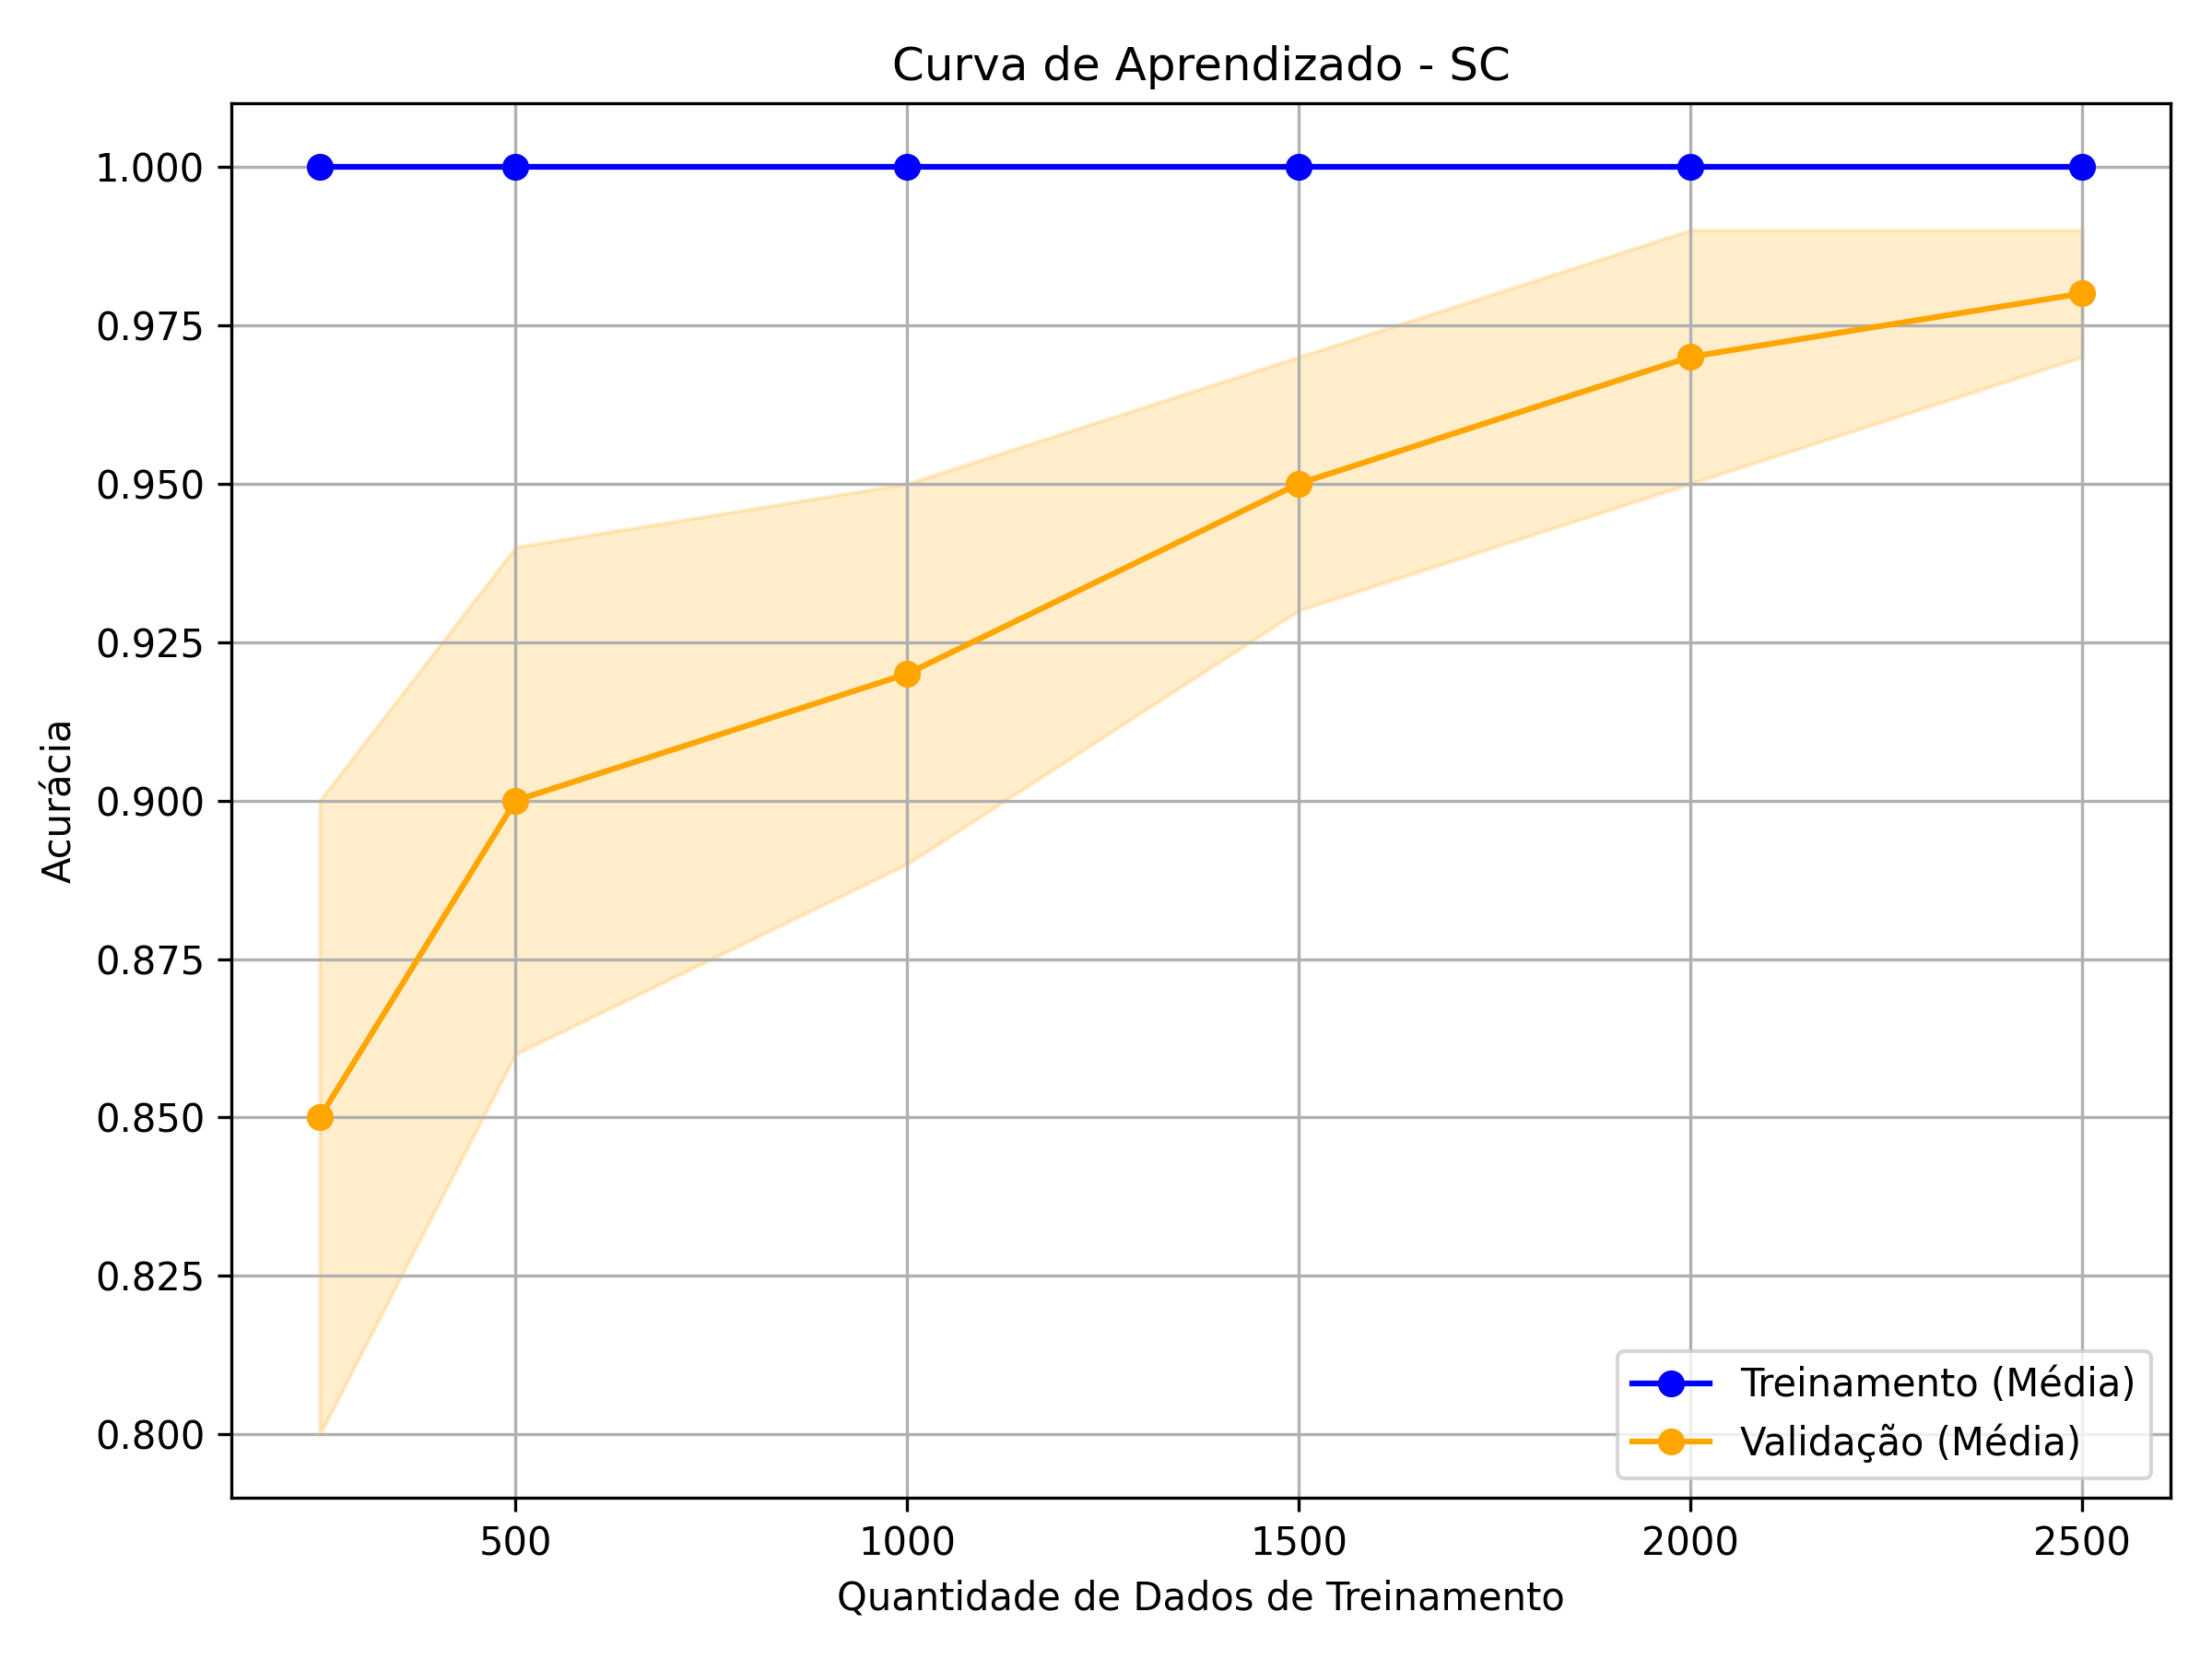 Curva de Aprendizado - SC
1.000
0.975
0.950
0.925
0.900
0.875
0.850
0.825
0.800
Acurácia
500 1000 1500 2000 2500
Quantidade de Dados de Treinamento
Treinamento (Média)
Validação (Média)